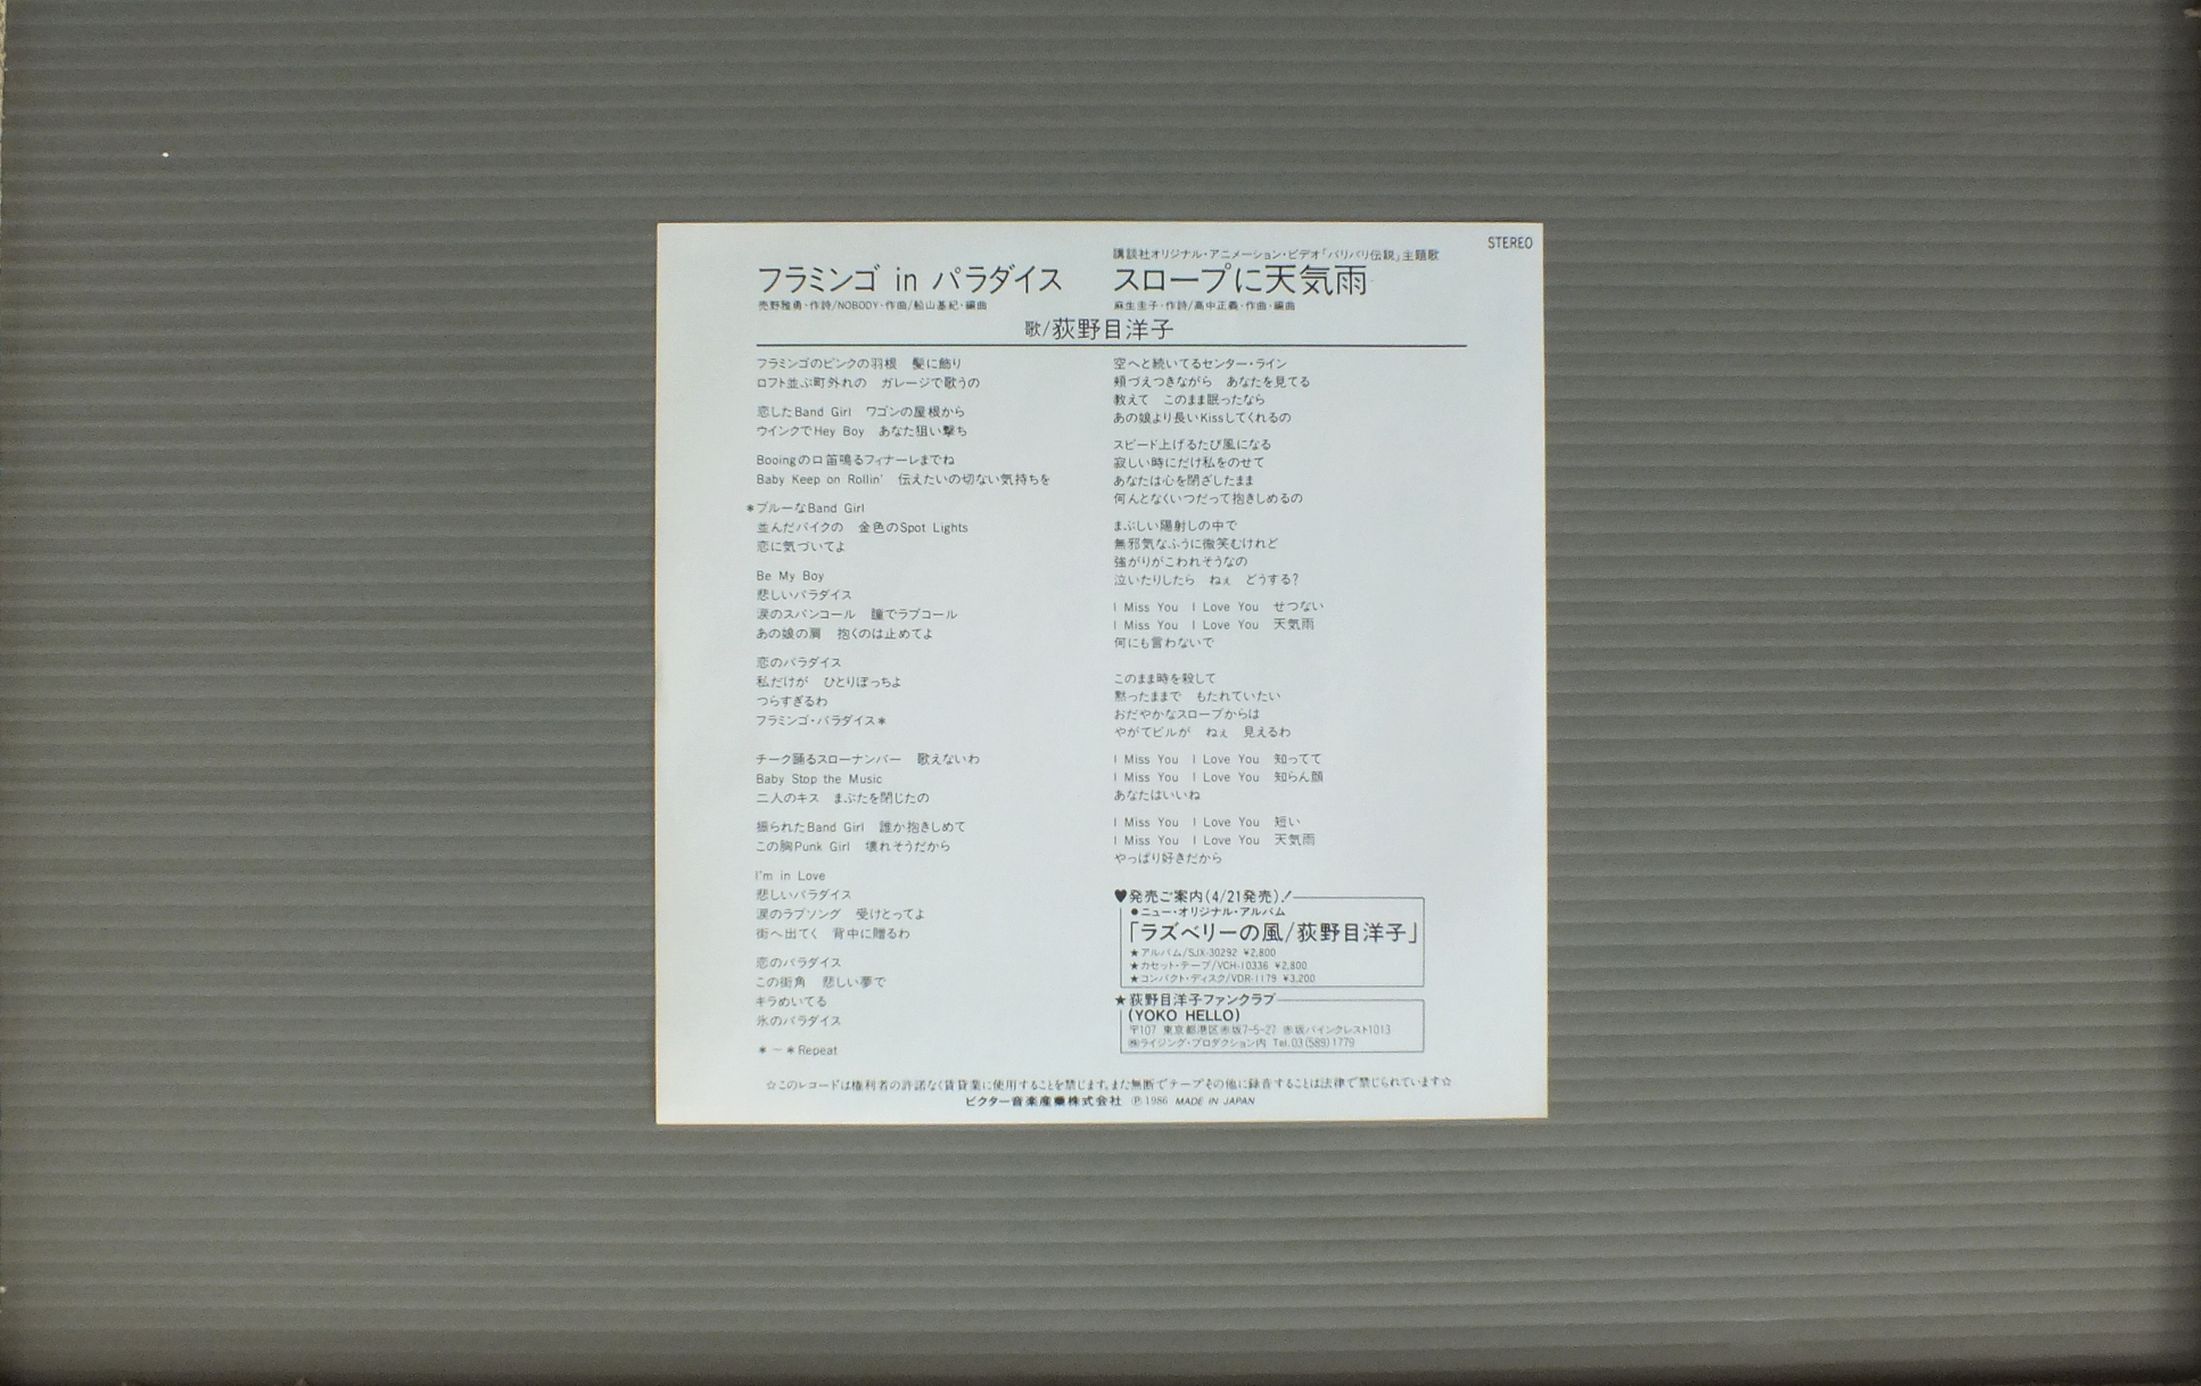 STEREO
フラミンゴ in パラダイス
売野雅勇・作詩/NOBODY・作曲/船山基紀・編曲
講談社オリジナル・アニメーション・ビデオ「バリバリ伝説」主題歌
スロープに天気雨
麻生圭子・作詩/高中正義・作曲・編曲
歌/荻野目洋子
フラミンゴのピンクの羽根　髪に飾り
ロフト並ぶ町外れの　ガレージで歌うの
恋したBand Girl　ワゴンの屋根から
ウインクでHey Boy　あなた狙い撃ち
Booingの口笛鳴るフィナーレまでね
Baby Keep on Rollin'　伝えたいの切ない気持ちを
＊ブルーなBand Girl
並んだバイクの　金色のSpot Lights
恋に気づいてよ
Be My Boy
悲しいパラダイス
涙のスパンコール　瞳でラブコール
あの娘の肩　抱くのは止めてよ
恋のパラダイス
私だけが　ひとりぼっちよ
つらすぎるわ
フラミンゴ・パラダイス＊
チーク踊るスローナンバー　歌えないわ
Baby Stop the Music
二人のキス　まぶたを閉じたの
振られたBand Girl　誰か抱きしめて
この胸Punk Girl　壊れそうだから
I'm in Love
悲しいパラダイス
涙のラブソング　受けとってよ
街へ出てく　背中に贈るわ
恋のパラダイス
この街角　悲しい夢で
キラめいてる
氷のパラダイス
＊～＊Repeat
空へと続いてるセンター・ライン
頬づえつきながら　あなたを見てる
教えて　このまま眠ったなら
あの娘より長いKissしてくれるの
スピード上げるたび風になる
寂しい時にだけ私をのせて
あなたは心を閉ざしたまま
何んとなくいつだって抱きしめるの
まぶしい陽射しの中で
無邪気なふうに微笑むけれど
強がりがこわれそうなの
泣いたりしたら　ねぇ　どうする?
I Miss You　I Love You　せつない
I Miss You　I Love You　天気雨
何にも言わないで
このまま時を殺して
黙ったままで　もたれていたい
おだやかなスロープからは
やがてビルが　ねぇ　見えるわ
I Miss You　I Love You　知ってて
I Miss You　I Love You　知らん顔
あなたはいいね
I Miss You　I Love You　短い
I Miss You　I Love You　天気雨
やっぱり好きだから
♥発売ご案内(4/21発売)!
●ニュー・オリジナル・アルバム
「ラズベリーの風/荻野目洋子」
★アルバム/SJX-30292 ¥2,800
★カセット・テープ/VCH-10336 ¥2,800
★コンパクト・ディスク/VDR-1179 ¥3,200
★荻野目洋子ファンクラブ
(YOKO HELLO)
〒107 東京都港区赤坂7-5-27 赤坂パインクレスト1013
㈱ライジング・プロダクション内 Tel.03(589)1779
☆このレコードは権利者の許諾なく賃貸業に使用することを禁じます。また無断でテープその他に録音することは法律で禁じられています☆
ビクター音楽産業株式会社 Ⓟ1986 MADE IN JAPAN